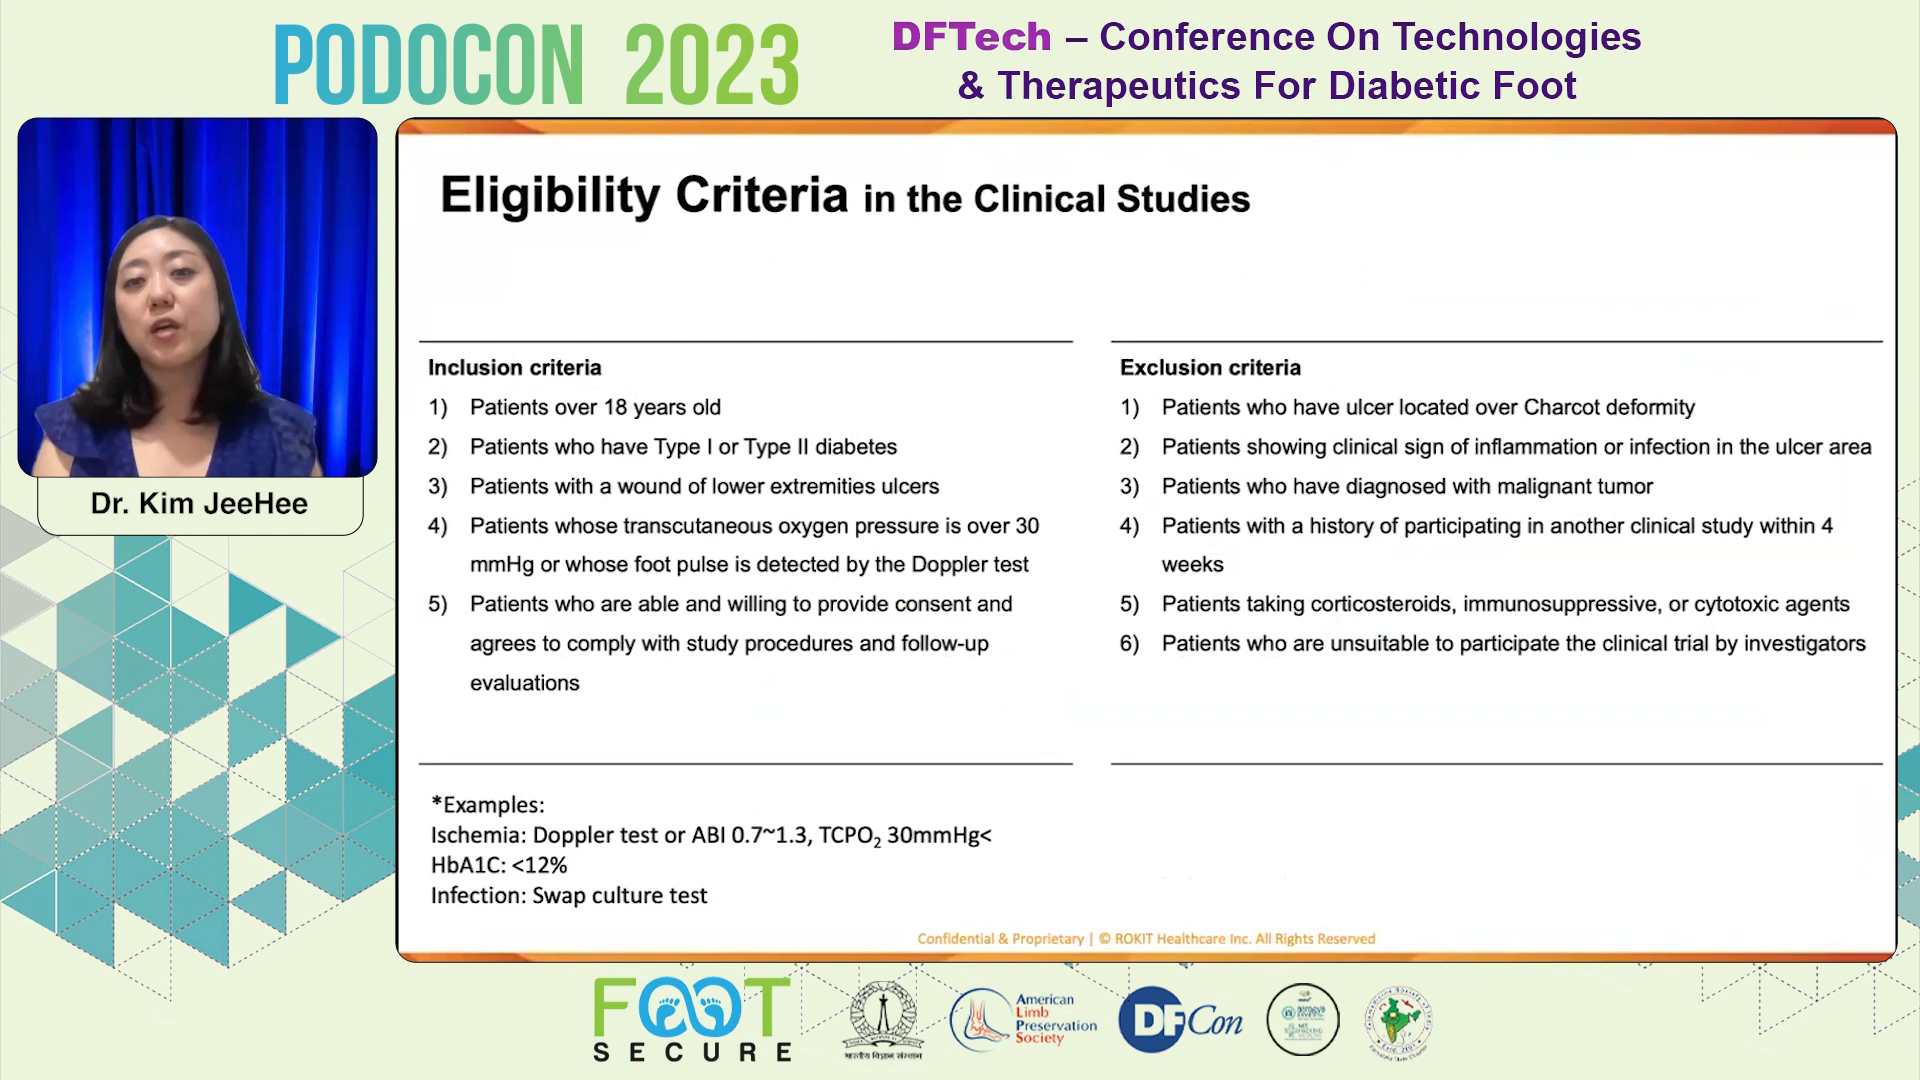 PODOCON 2023
DFTech – Conference On Technologies
& Therapeutics For Diabetic Foot
Dr. Kim JeeHee
Eligibility Criteria in the Clinical Studies
Inclusion criteria
1) Patients over 18 years old
2) Patients who have Type I or Type II diabetes
3) Patients with a wound of lower extremities ulcers
4) Patients whose transcutaneous oxygen pressure is over 30
mmHg or whose foot pulse is detected by the Doppler test
5) Patients who are able and willing to provide consent and
agrees to comply with study procedures and follow-up
evaluations
Exclusion criteria
1) Patients who have ulcer located over Charcot deformity
2) Patients showing clinical sign of inflammation or infection in the ulcer area
3) Patients who have diagnosed with malignant tumor
4) Patients with a history of participating in another clinical study within 4
weeks
5) Patients taking corticosteroids, immunosuppressive, or cytotoxic agents
6) Patients who are unsuitable to participate the clinical trial by investigators
*Examples:
Ischemia: Doppler test or ABI 0.7~1.3, TCPO₂ 30mmHg<
HbA1C: <12%
Infection: Swap culture test
Confidential & Proprietary | © ROKIT Healthcare Inc. All Rights Reserved
FOOT
SECURE
भारतीय विज्ञान संस्थान
American
Limb
Preservation
Society
DFCon